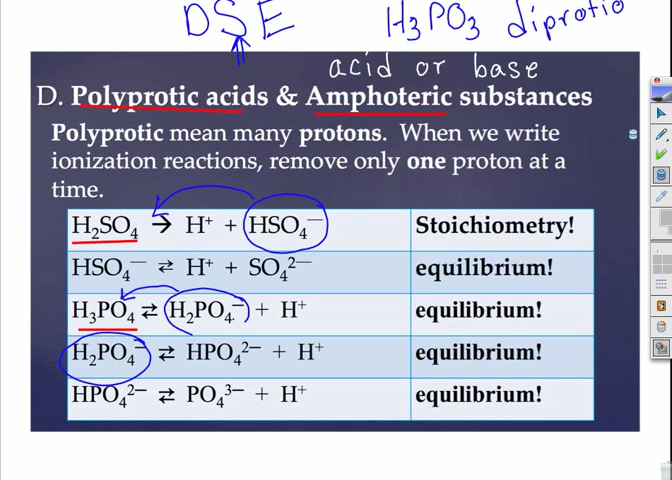 DSE H₃PO₃ diprotic
acid or base
D. Polyprotic acids & Amphoteric substances
Polyprotic mean many protons. When we write
ionization reactions, remove only one proton at a
time.
H₂SO₄ → H⁺ + HSO₄⁻ Stoichiometry!
HSO₄⁻ ⇄ H⁺ + SO₄²⁻ equilibrium!
H₃PO₄ ⇄ H₂PO₄⁻ + H⁺ equilibrium!
H₂PO₄⁻ ⇄ HPO₄²⁻ + H⁺ equilibrium!
HPO₄²⁻ ⇄ PO₄³⁻ + H⁺ equilibrium!